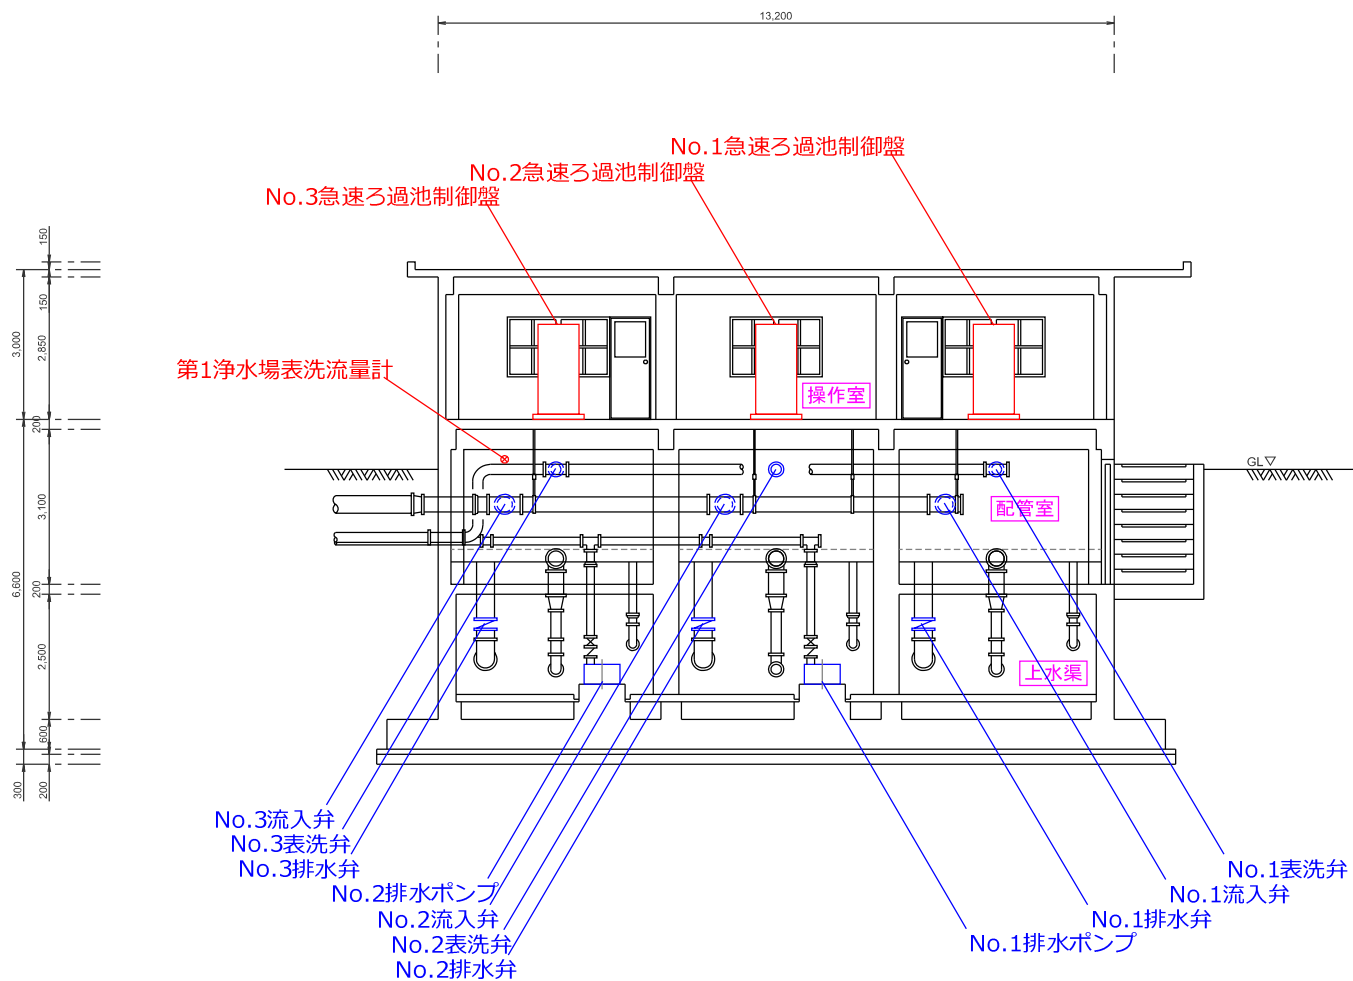 13,200
No.1急速ろ過池制御盤
No.2急速ろ過池制御盤
No.3急速ろ過池制御盤
150
150
3,000
2,850
第1浄水場表洗流量計
操作室
200
GL
3,100
配管室
6,600
200
2,500
上水渠
600
300
200
No.3流入弁
No.3表洗弁
No.3排水弁
No.2排水ポンプ
No.2流入弁
No.2表洗弁
No.2排水弁
No.1表洗弁
No.1流入弁
No.1排水弁
No.1排水ポンプ